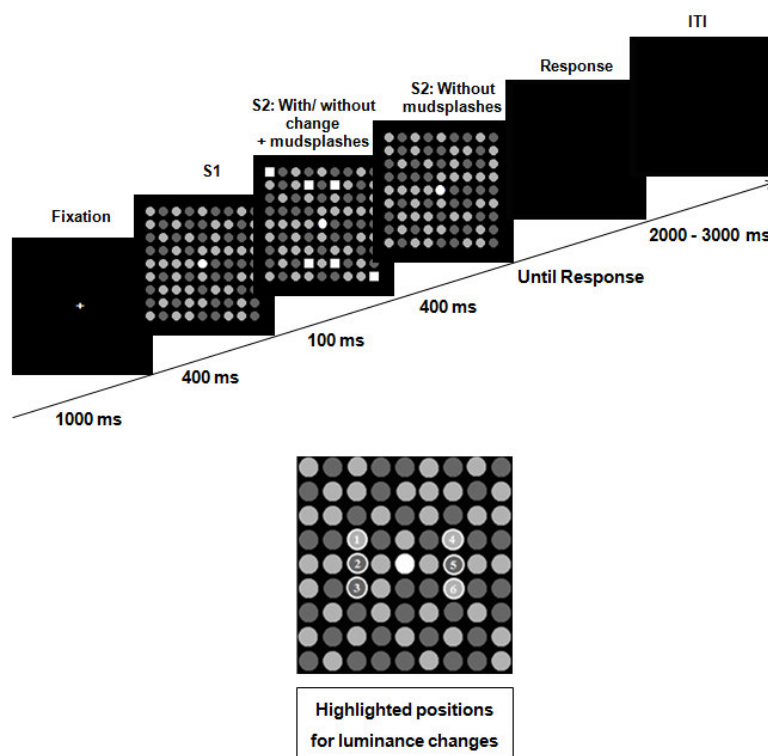 ITI
Response
S2: Without
mudsplashes
S2: With/ without
change
+ mudsplashes
S1
Fixation
2000 - 3000 ms
Until Response
400 ms
100 ms
400 ms
1000 ms
1
4
2
5
3
6
Highlighted positions
for luminance changes